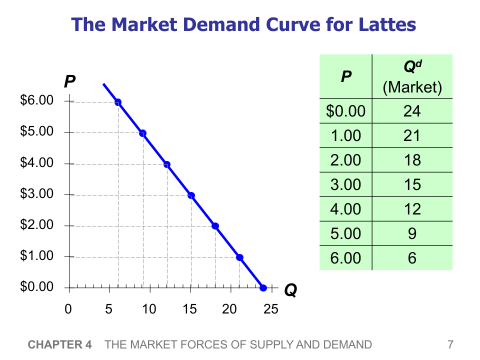 The Market Demand Curve for Lattes
P
$6.00
$5.00
$4.00
$3.00
$2.00
$1.00
$0.00
0 5 10 15 20 25
Q
P Qd
(Market)
$0.00 24
1.00 21
2.00 18
3.00 15
4.00 12
5.00 9
6.00 6
CHAPTER 4 THE MARKET FORCES OF SUPPLY AND DEMAND 7